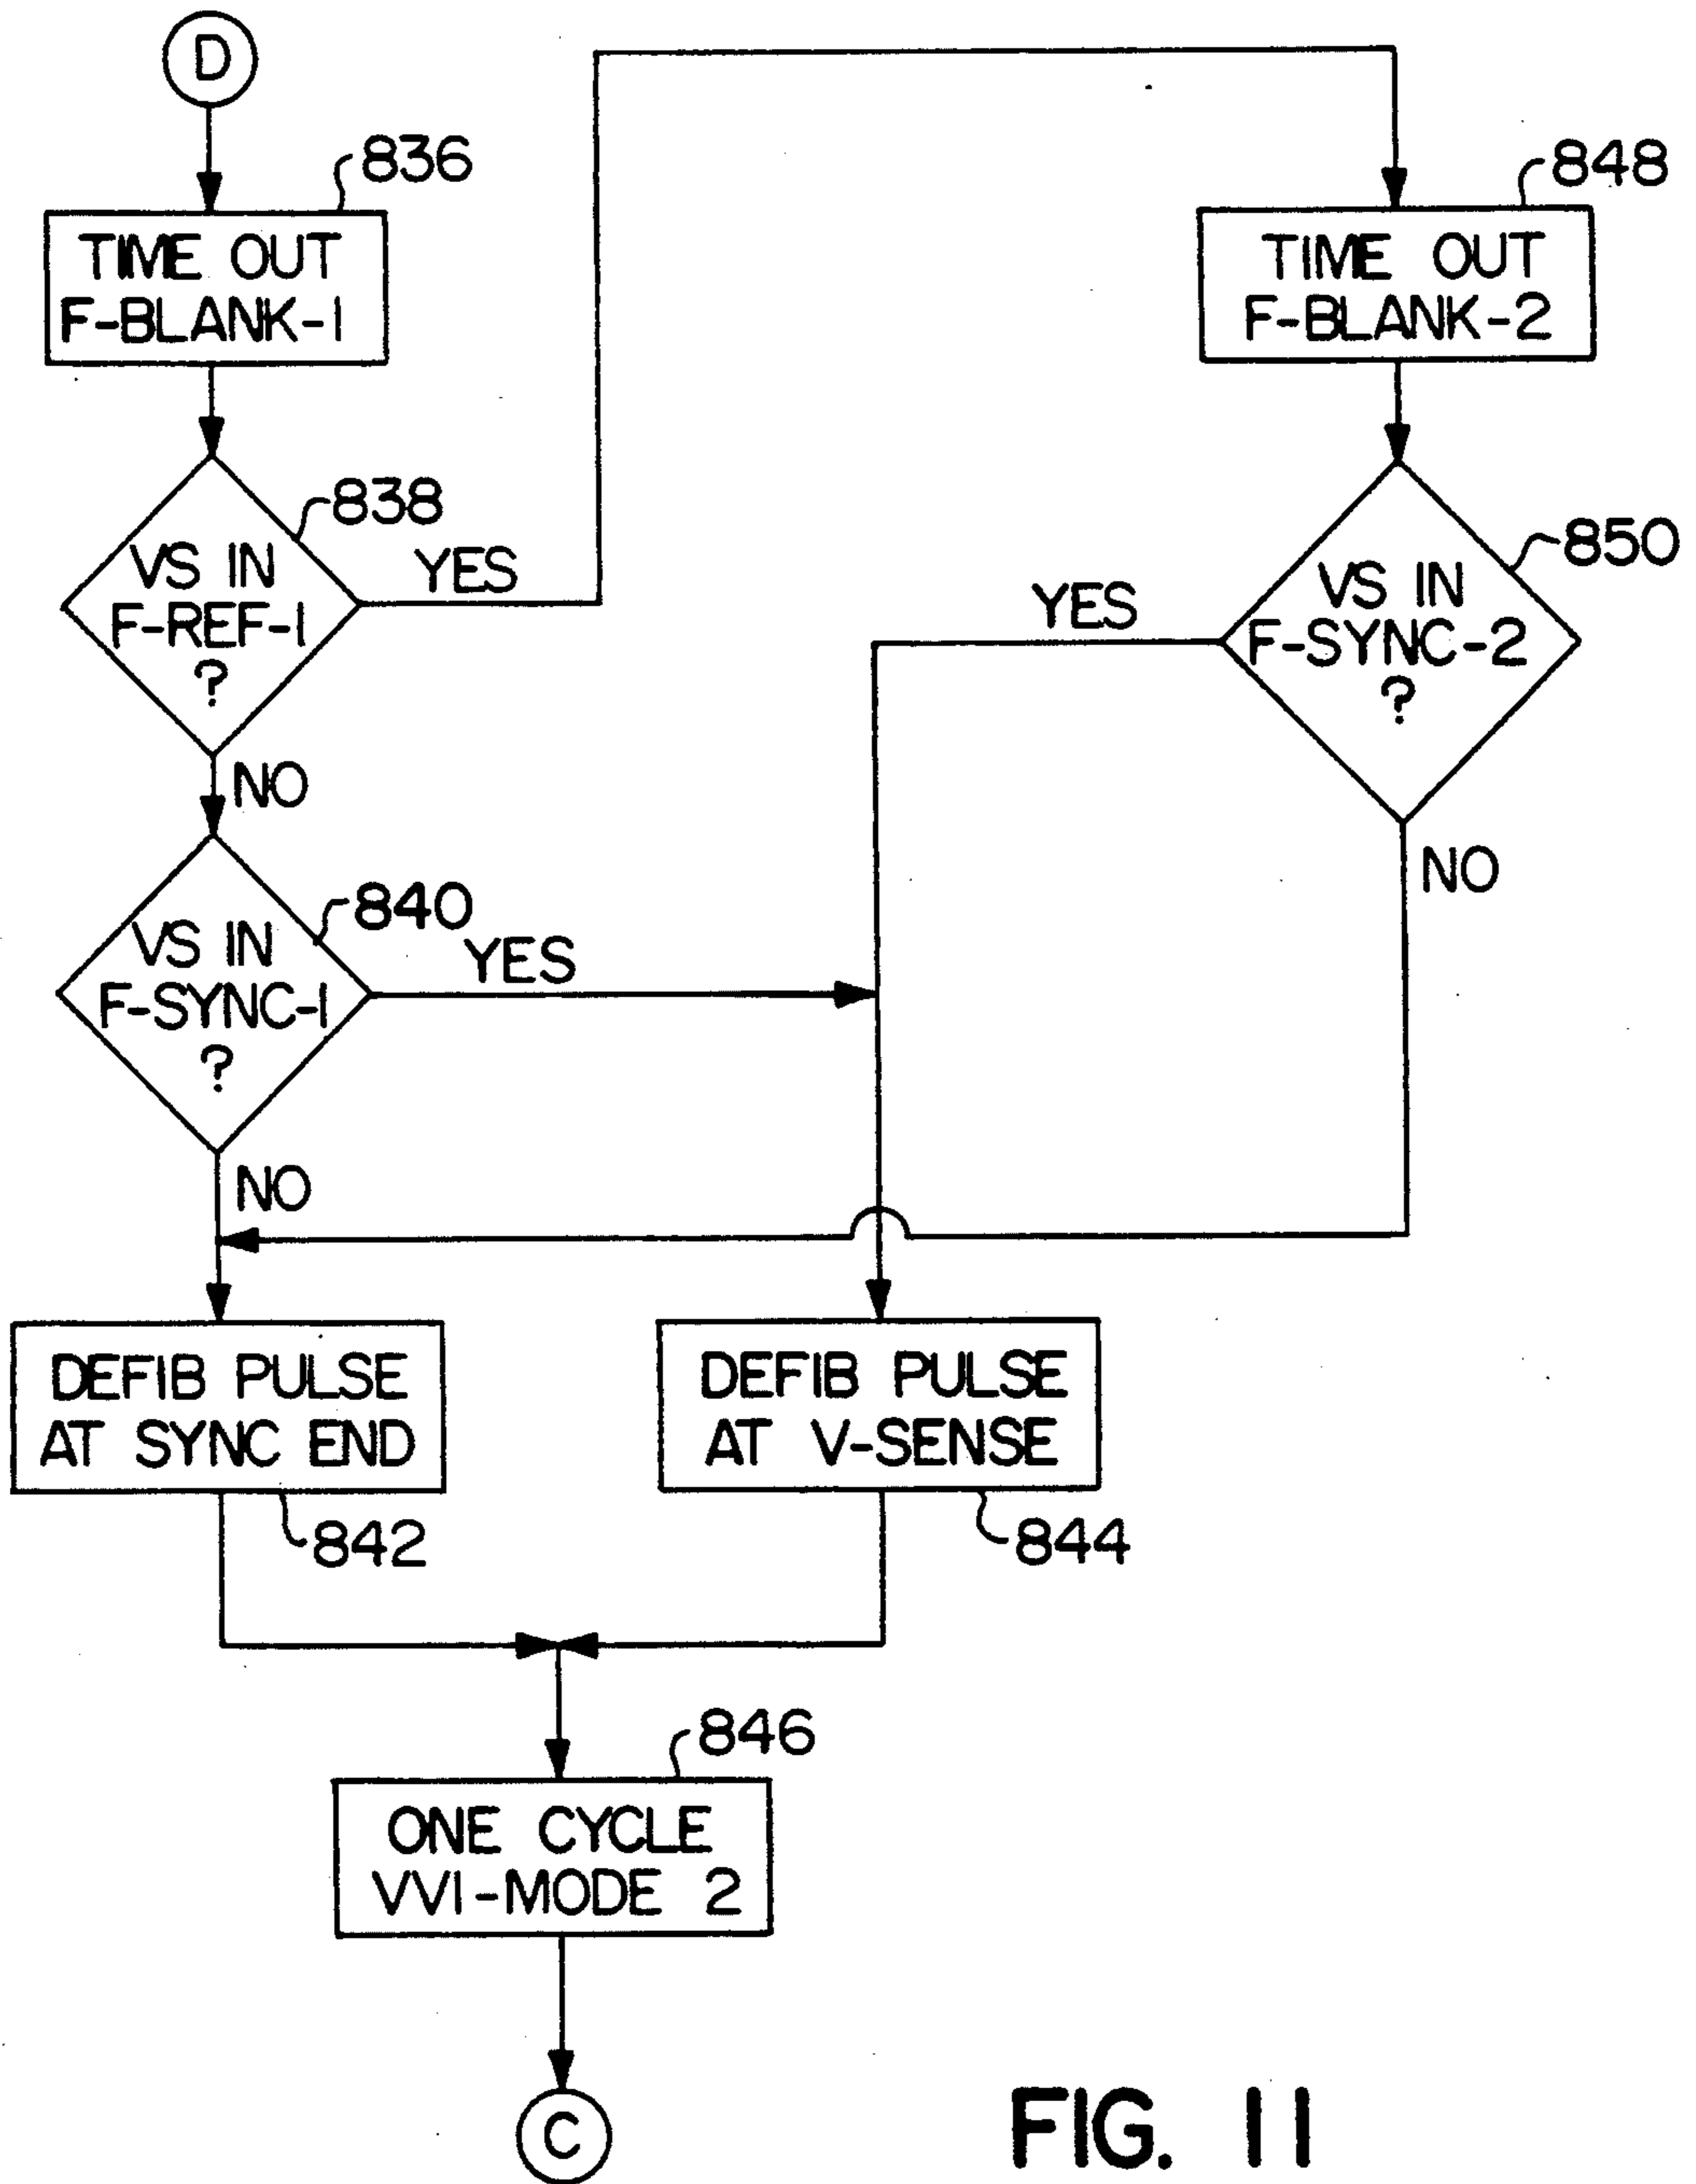 D
836
TIME OUT
F-BLANK-1
848
TIME OUT
F-BLANK-2
838
VS IN
F-REF-1
?
YES
850
VS IN
F-SYNC-2
?
YES
NO
NO
840
VS IN
F-SYNC-1
?
YES
NO
DEFIB PULSE
AT SYNC END
842
DEFIB PULSE
AT V-SENSE
844
846
ONE CYCLE
VVI-MODE 2
C
FIG. 11